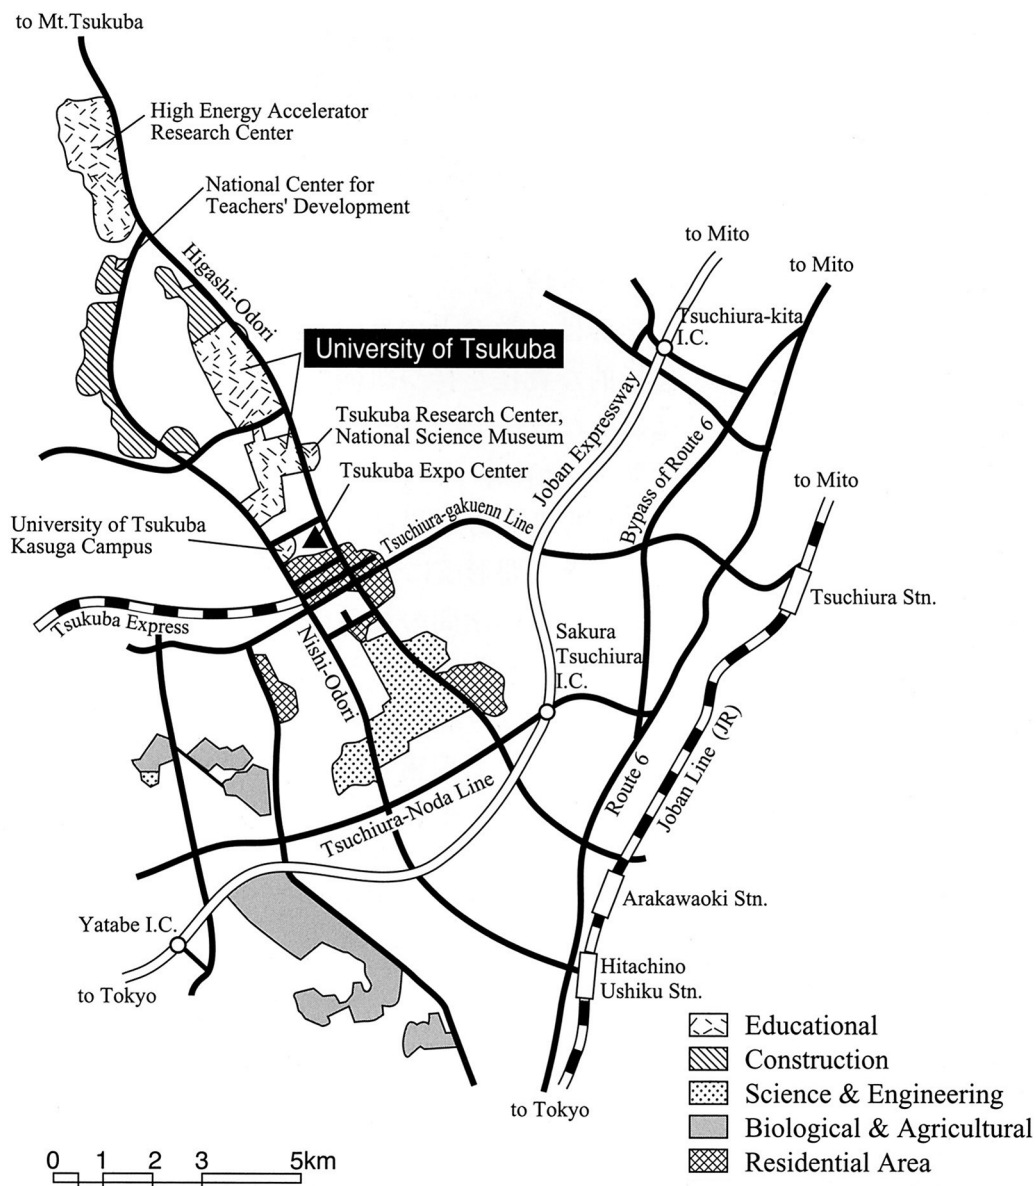 to Mt.Tsukuba
High Energy Accelerator
Research Center
National Center for
Teachers' Development
Higashi-Odori
to Mito
to Mito
Tsuchiura-kita
I.C.
University of Tsukuba
Joban Expressway
Tsukuba Research Center,
National Science Museum
Bypass of Route 6
Tsukuba Expo Center
to Mito
University of Tsukuba
Kasuga Campus
Tsuchiura-gakuenn Line
Tsuchiura Stn.
Tsukuba Express
Nishi-Odori
Sakura
Tsuchiura
I.C.
Route 6
Joban Line (JR)
Tsuchiura-Noda Line
Arakawaoki Stn.
Yatabe I.C.
to Tokyo
Hitachino
Ushiku Stn.
to Tokyo
Educational
Construction
Science & Engineering
Biological & Agricultural
Residential Area
0 1 2 3 5km